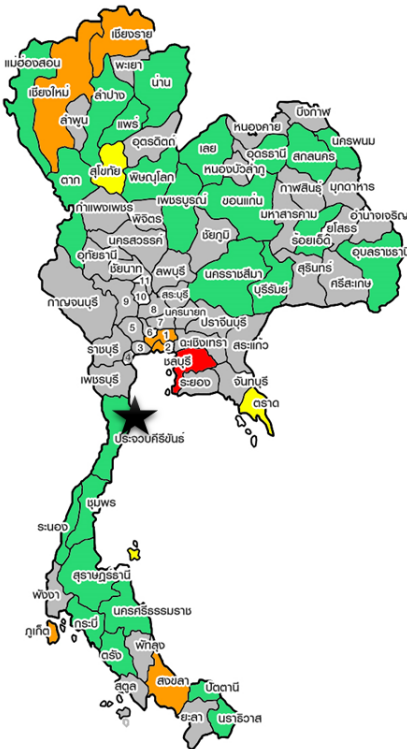 เชียงราย
แม่ฮ่องสอน
พะเยา
น่าน
เชียงใหม่
ลำปาง
ลำพูน
แพร่
อุตรดิตถ์
สุโขทัย
ตาก
พิษณุโลก
เลย
หนองคาย
บึงกาฬ
นครพนม
อุดรธานี
สกลนคร
หนองบัวลำภู
กำแพงเพชร
เพชรบูรณ์
ขอนแก่น
กาฬสินธุ์
มุกดาหาร
พิจิตร
มหาสารคาม
อำนาจเจริญ
ยโสธร
นครสวรรค์
ชัยภูมิ
ร้อยเอ็ด
อุบลราชธานี
อุทัยธานี
ชัยนาท
ลพบุรี
นครราชสีมา
สุรินทร์
ศรีสะเกษ
บุรีรัมย์
กาญจนบุรี
11
สระบุรี
9
10
8
นครนายก
ปราจีนบุรี
5
6
7
1
ราชบุรี
3
2
ฉะเชิงเทรา
สระแก้ว
4
ชลบุรี
เพชรบุรี
ระยอง
จันทบุรี
ตราด
ประจวบคีรีขันธ์
ชุมพร
ระนอง
สุราษฎร์ธานี
พังงา
นครศรีธรรมราช
กระบี่
ภูเก็ต
พัทลุง
ตรัง
สงขลา
สตูล
ปัตตานี
ยะลา
นราธิวาส